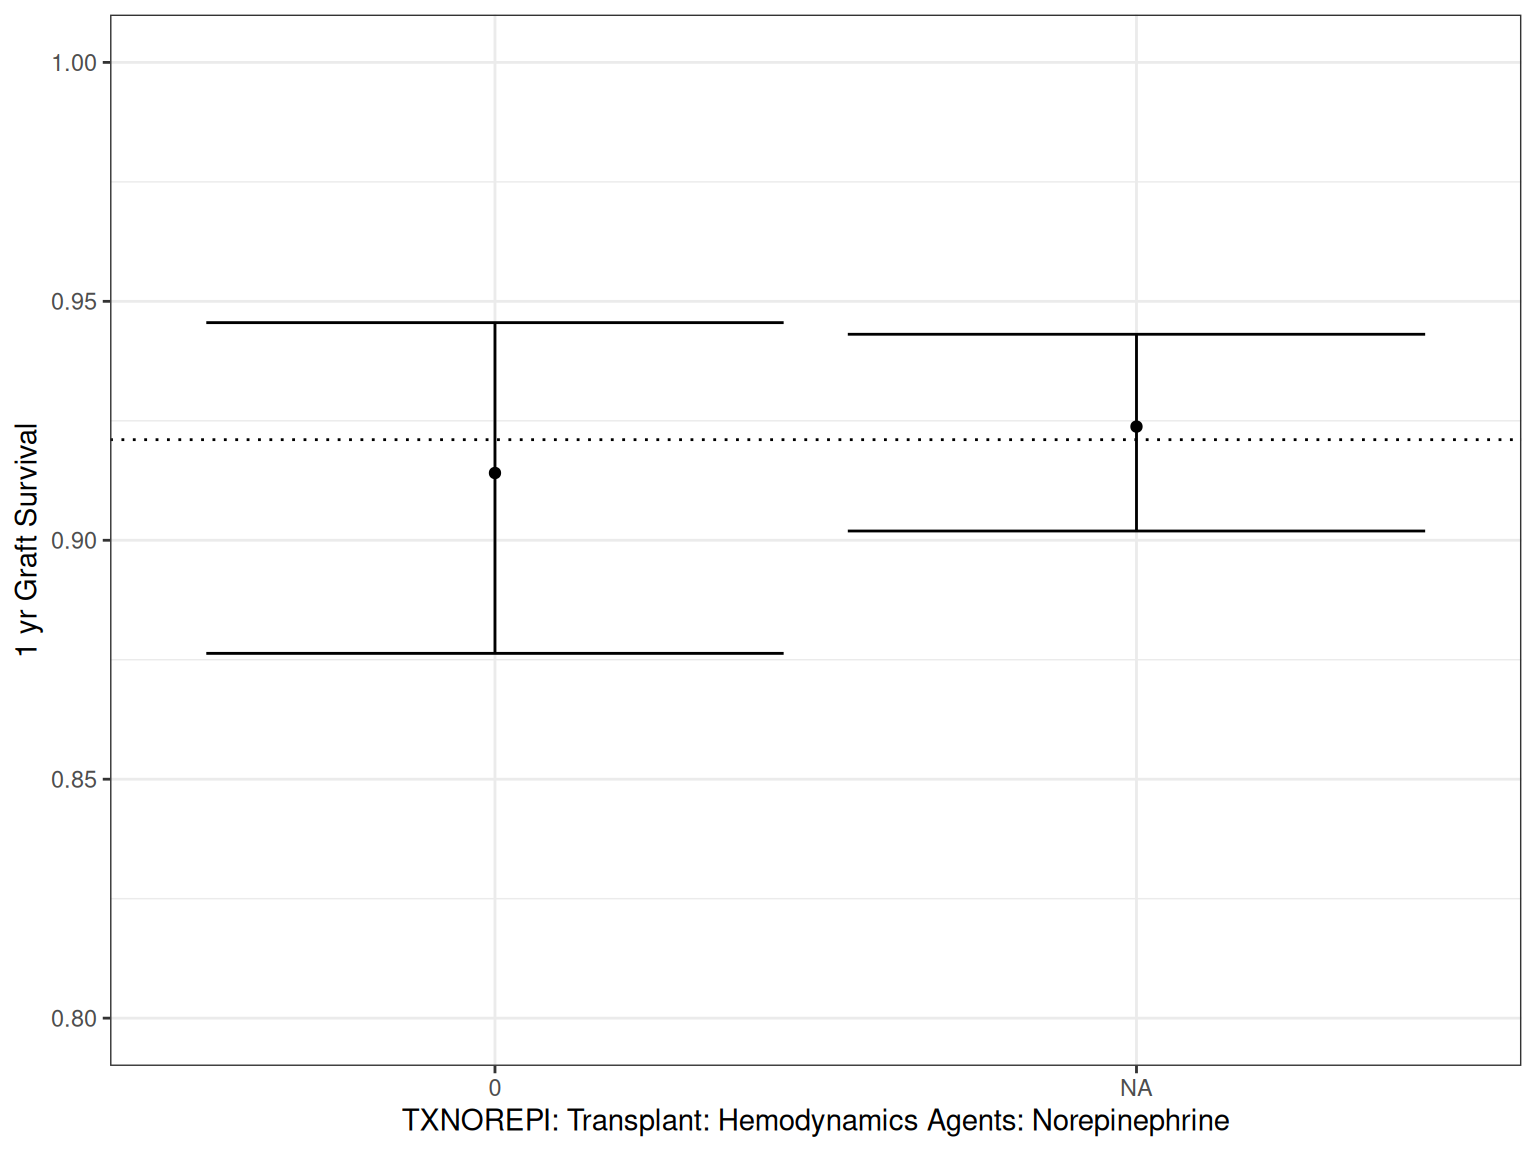 1.00
0.95
0.90
0.85
0.80
1 yr Graft Survival
0
NA
TXNOREPI: Transplant: Hemodynamics Agents: Norepinephrine